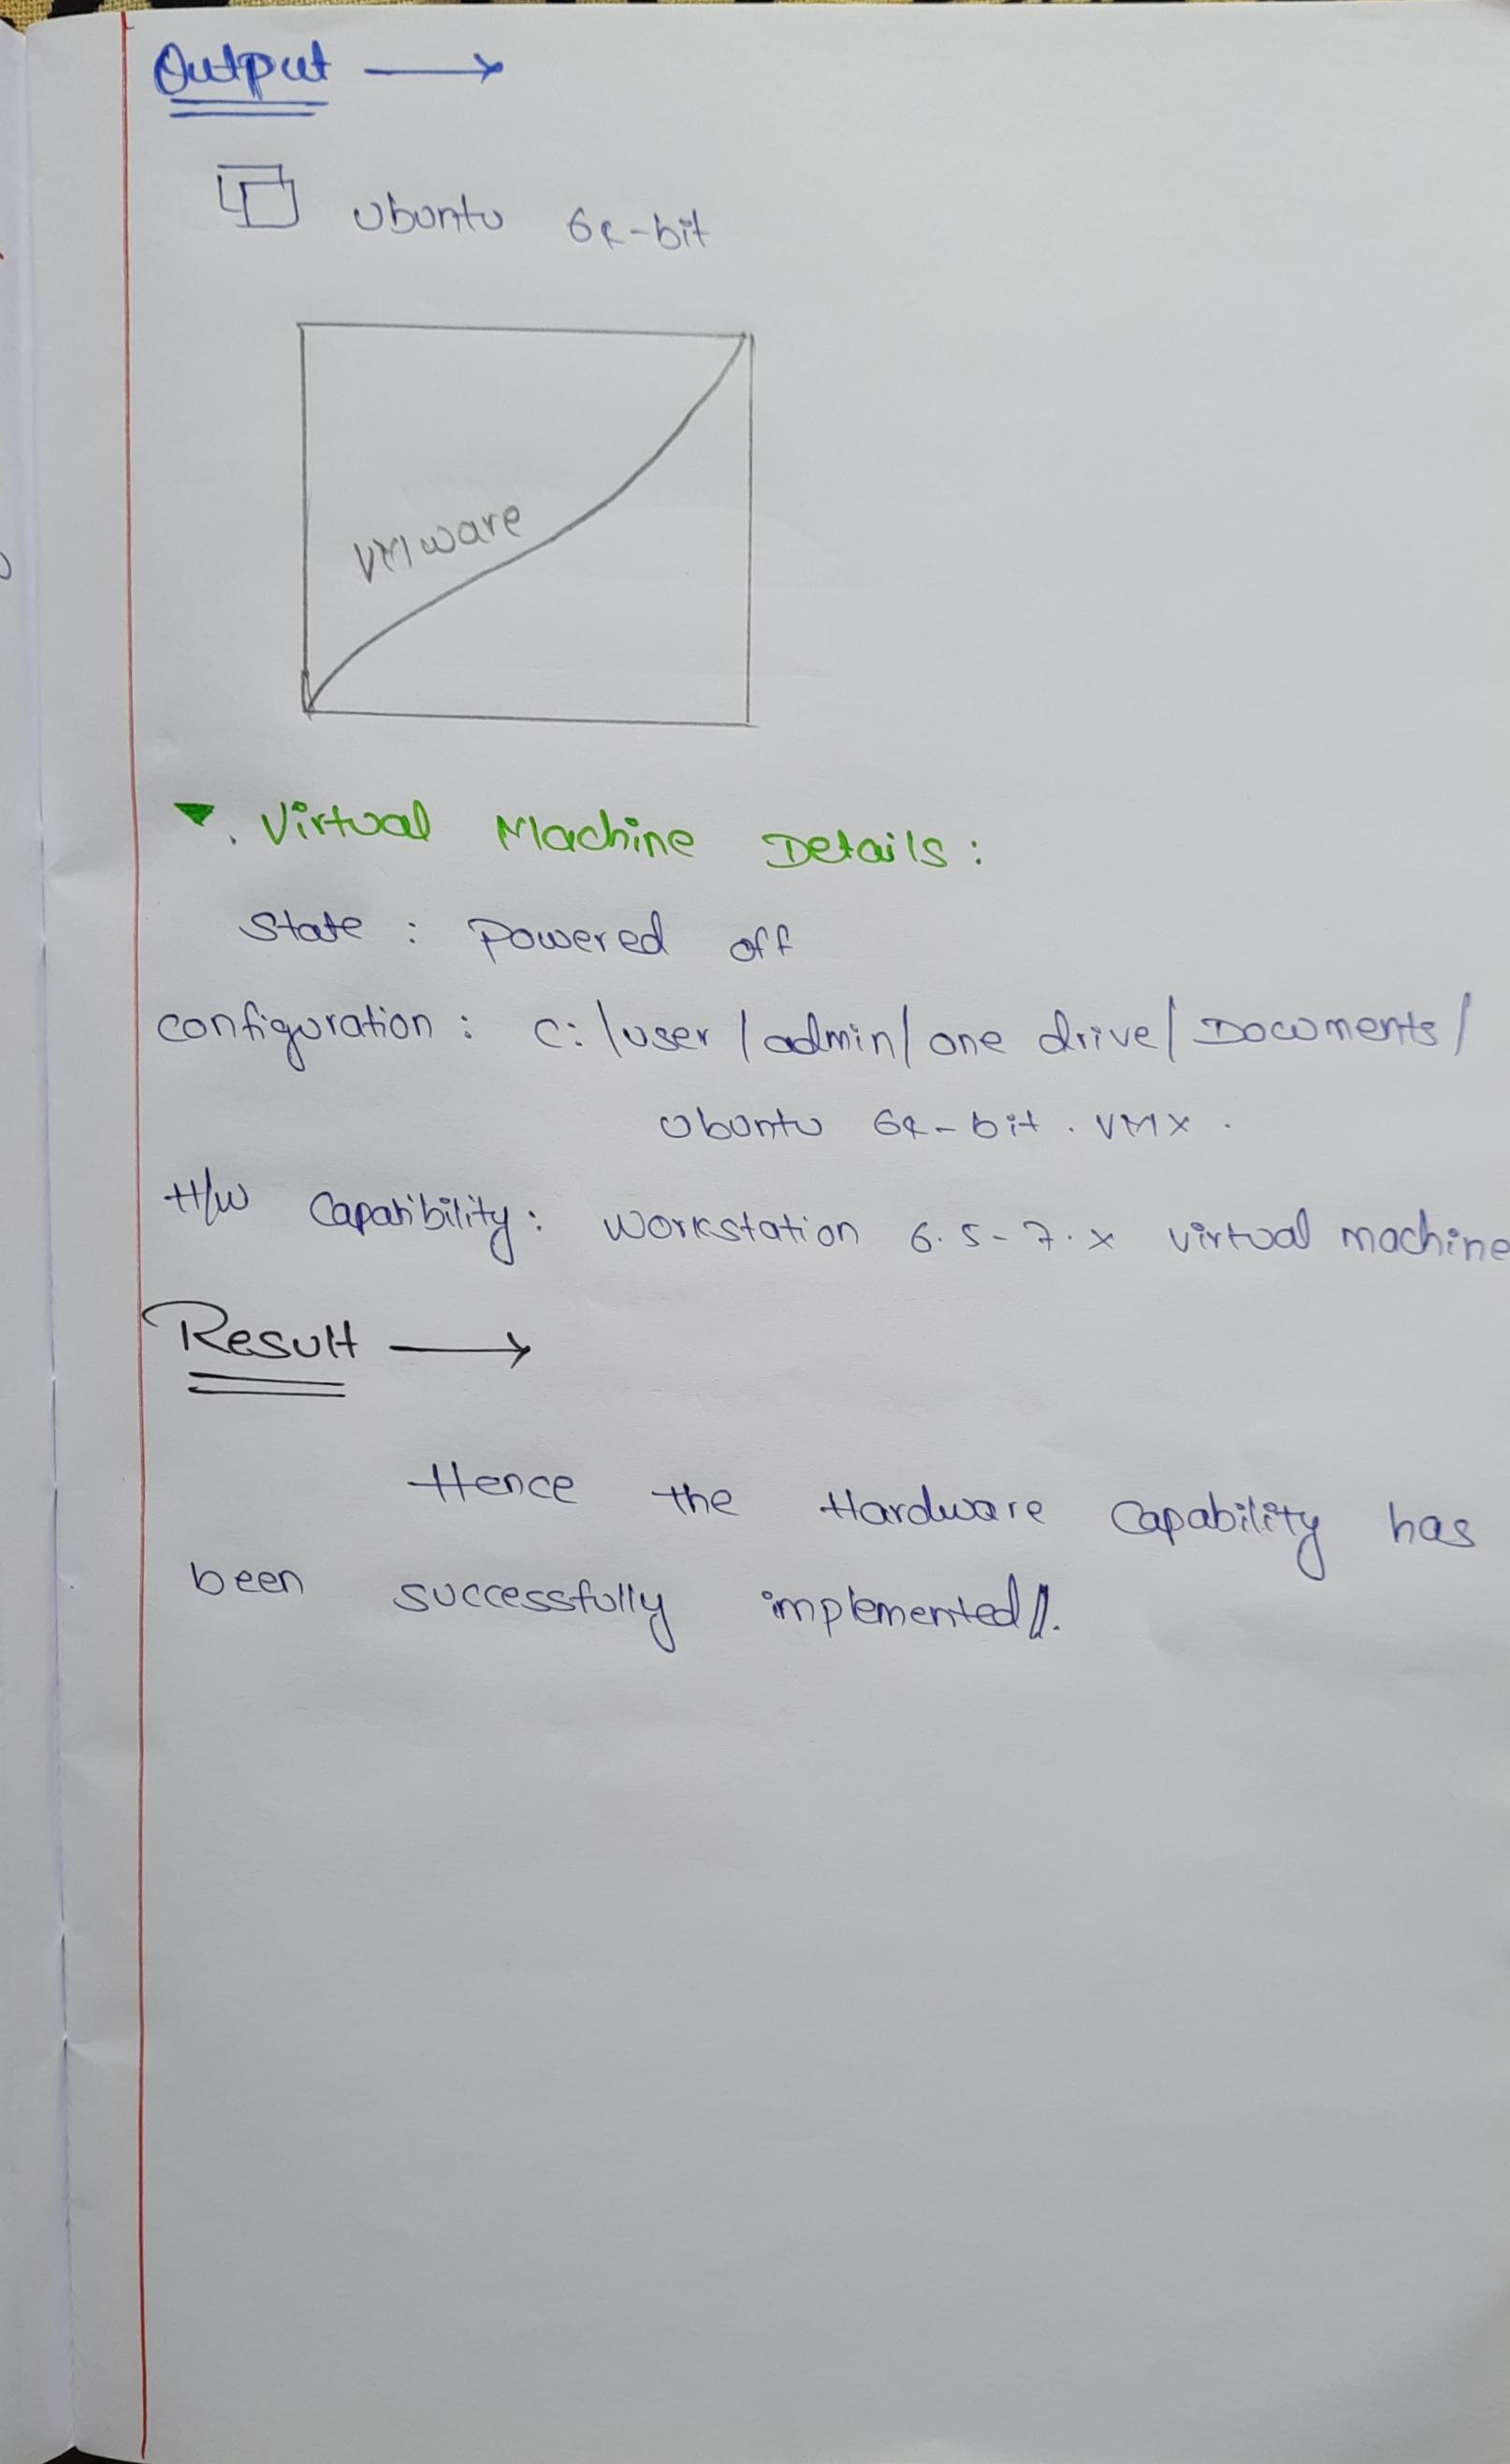 Output →
Ubuntu 64-bit
VMware
Virtual Machine Details :
State : Powered off
configuration : C:\user / admin / one drive / Documents /
Ubuntu 64-bit . VMX .
H/W Capatibility : Workstation 6.5-7.x virtual machine
Result →
Hence the Hardware Capability has
been successfully implemented//.